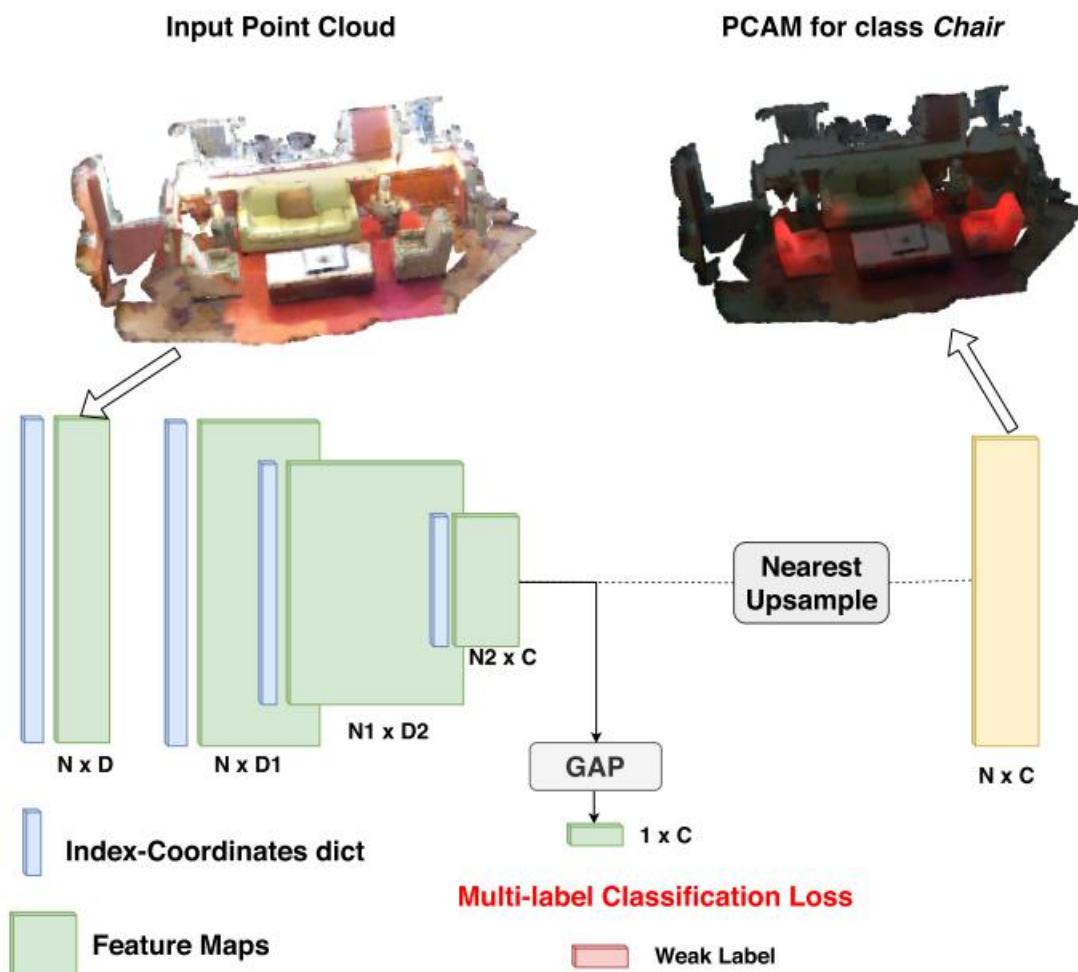 Input Point Cloud
PCAM for class Chair
N x D
N x D1
N1 x D2
N2 x C
Nearest
Upsample
N x C
GAP
1 x C
Index-Coordinates dict
Multi-label Classification Loss
Feature Maps
Weak Label